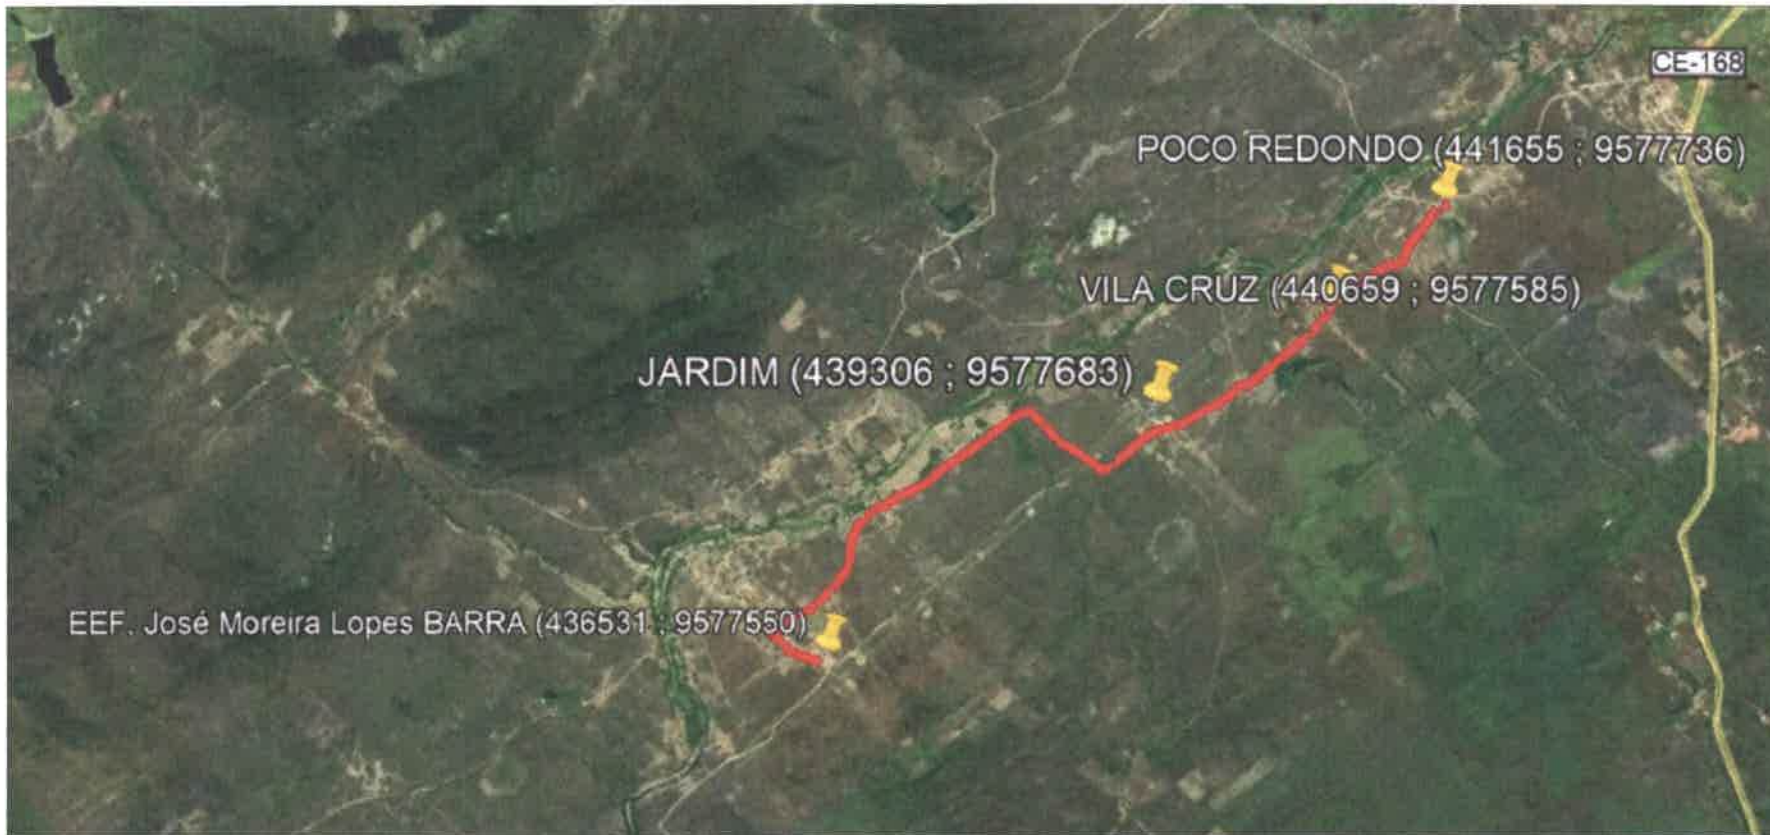 CE-168
POCO REDONDO (441655 ; 9577736)
VILA CRUZ (440659 ; 9577585)
JARDIM (439306 ; 9577683)
EEF. José Moreira Lopes BARRA (436531 ; 9577550)